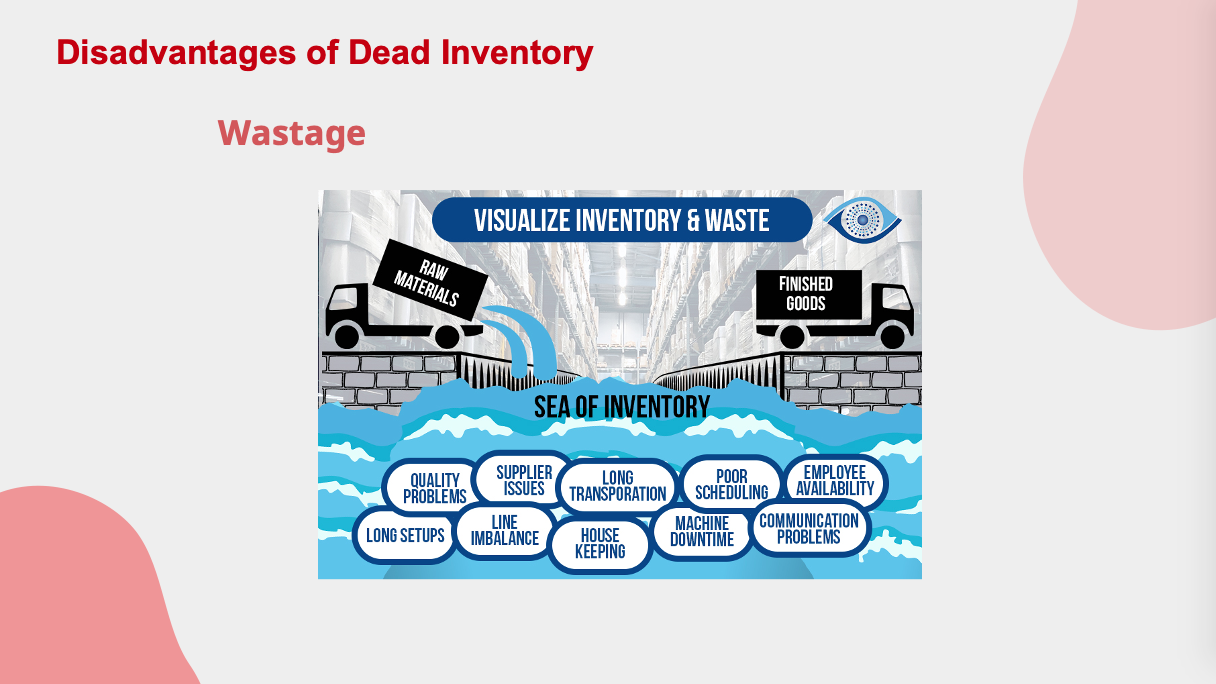 Disadvantages of Dead Inventory
Wastage
VISUALIZE INVENTORY & WASTE
RAW
MATERIALS
FINISHED
GOODS
SEA OF INVENTORY
QUALITY
PROBLEMS
SUPPLIER
ISSUES
LONG
TRANSPORATION
POOR
SCHEDULING
EMPLOYEE
AVAILABILITY
LONG SETUPS
LINE
IMBALANCE
HOUSE
KEEPING
MACHINE
DOWNTIME
COMMUNICATION
PROBLEMS